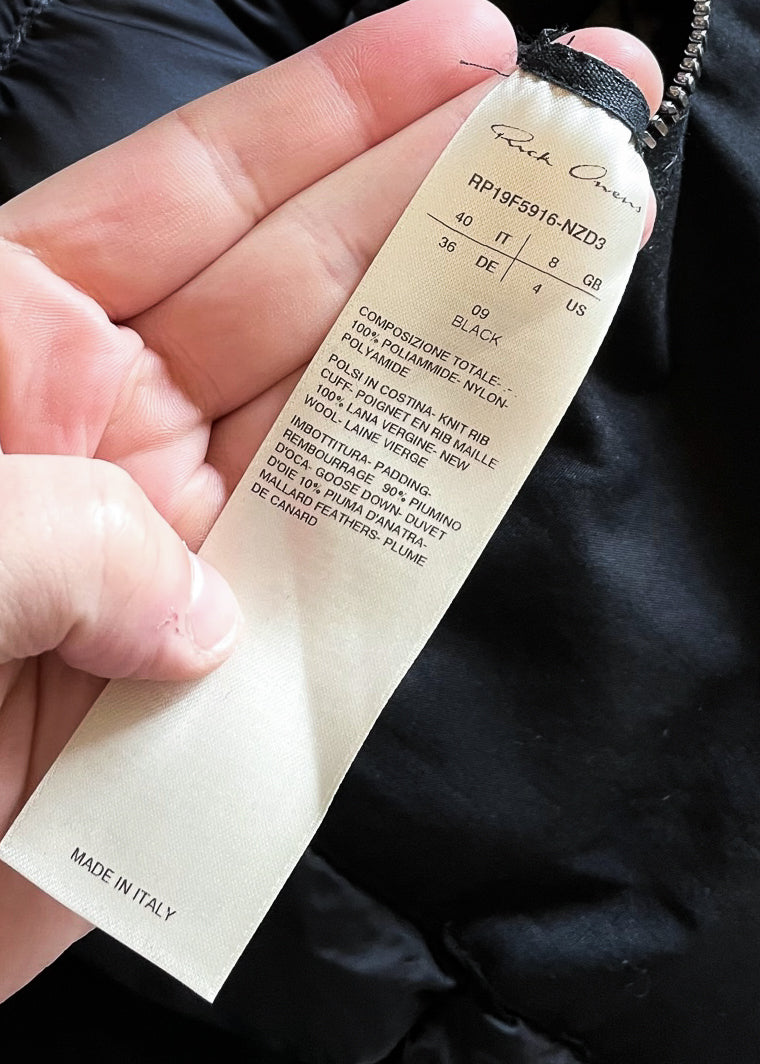 Rick Owens
RP19F5916-NZD3
40 IT 8 GB
36 DE 4 US
09
BLACK
COMPOSIZIONE TOTALE- -
100% POLIAMMIDE- NYLON-
POLYAMIDE
POLSI IN COSTINA- KNIT RIB
CUFF- POIGNET EN RIB MAILLE
100% LANA VERGINE- NEW
WOOL- LAINE VIERGE
IMBOTTITURA- PADDING-
REMBOURRAGE 90% PIUMINO
D'OCA- GOOSE DOWN- DUVET
D'OIE 10% PIUMA D'ANATRA-
MALLARD FEATHERS- PLUME
DE CANARD
MADE IN ITALY